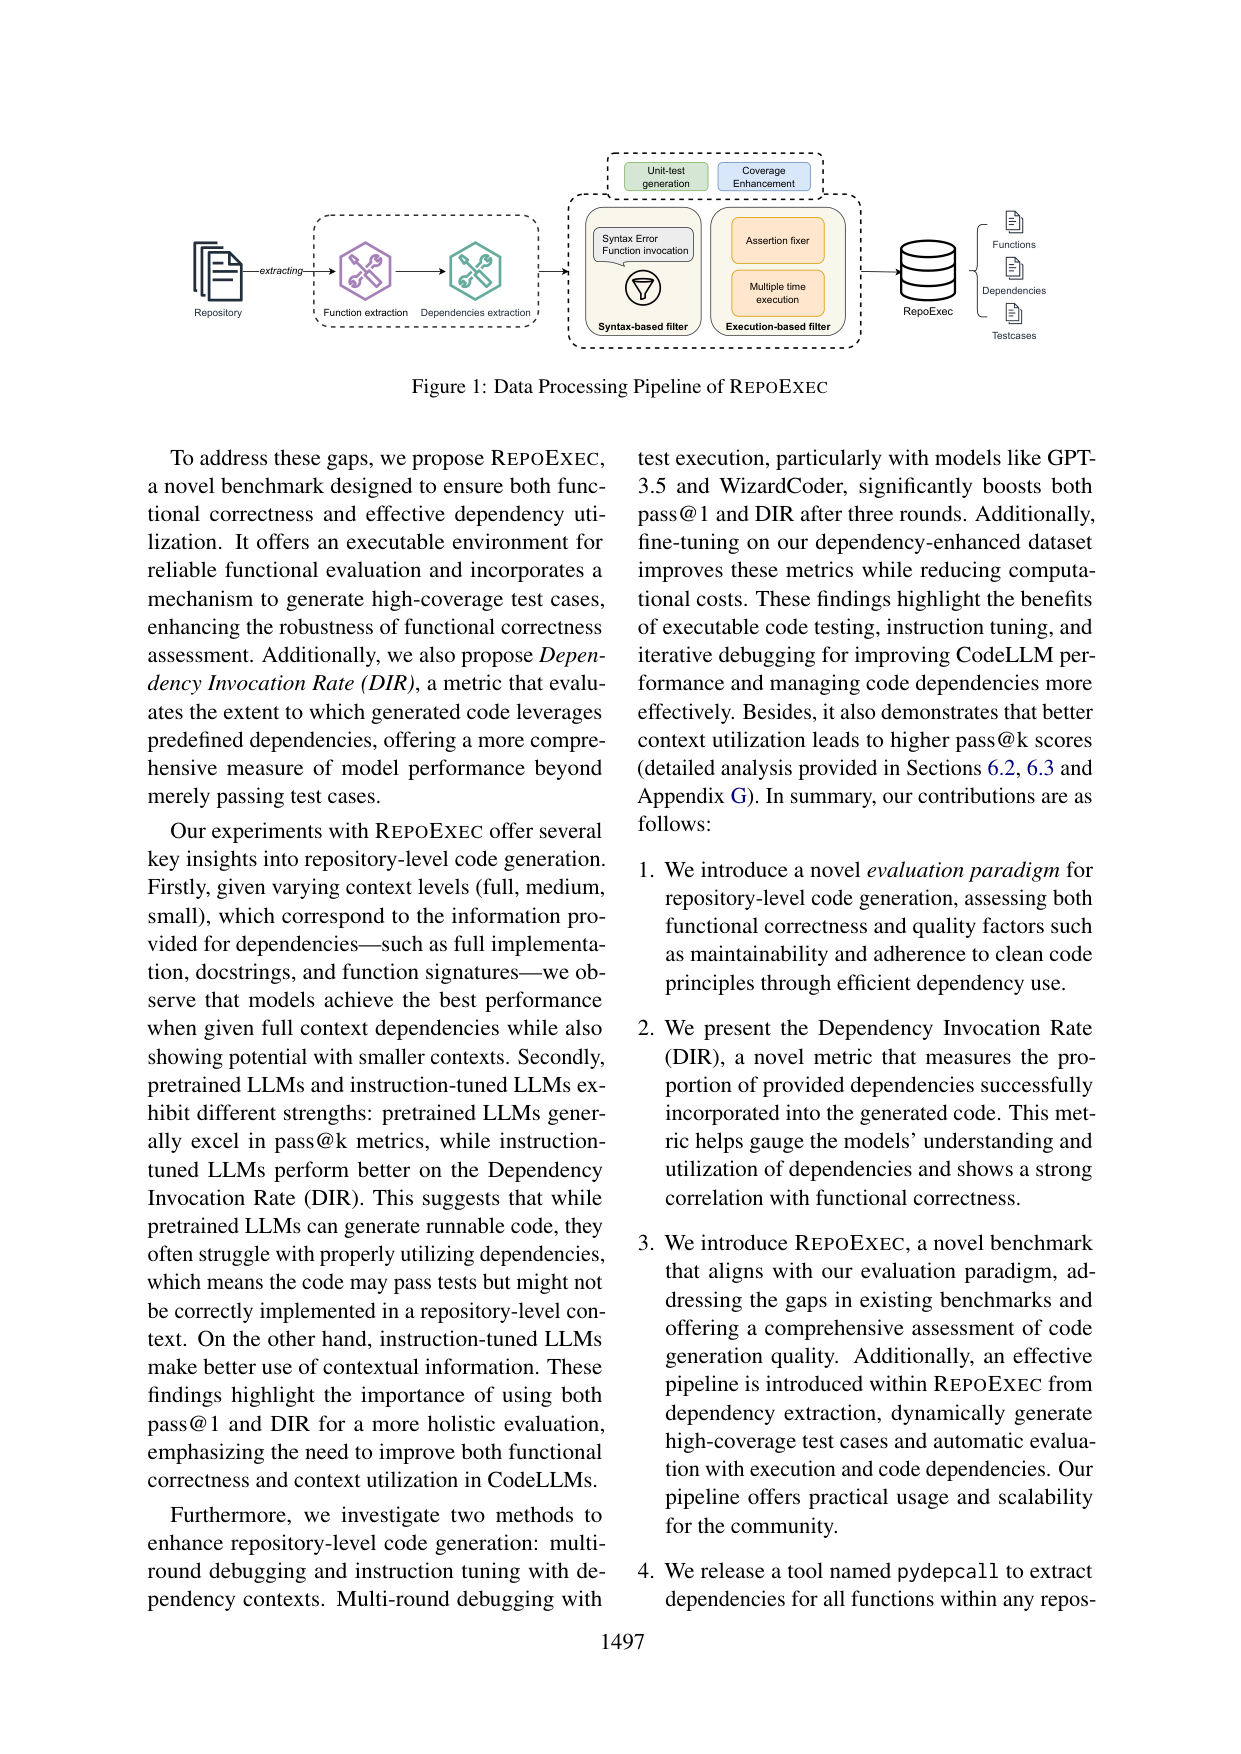 Unit-test
generation
Coverage
Enhancement
Syntax Error
Function invocation
Assertion fixer
Multiple time
execution
Syntax-based filter
Execution-based filter
extracting
Repository
Function extraction
Dependencies extraction
RepoExec
Functions
Dependencies
Testcases
Figure 1: Data Processing Pipeline of REPOEXEC
To address these gaps, we propose REPOEXEC,
a novel benchmark designed to ensure both func-
tional correctness and effective dependency uti-
lization. It offers an executable environment for
reliable functional evaluation and incorporates a
mechanism to generate high-coverage test cases,
enhancing the robustness of functional correctness
assessment. Additionally, we also propose Depen-
dency Invocation Rate (DIR), a metric that evalu-
ates the extent to which generated code leverages
predefined dependencies, offering a more compre-
hensive measure of model performance beyond
merely passing test cases.
Our experiments with REPOEXEC offer several
key insights into repository-level code generation.
Firstly, given varying context levels (full, medium,
small), which correspond to the information pro-
vided for dependencies—such as full implementa-
tion, docstrings, and function signatures—we ob-
serve that models achieve the best performance
when given full context dependencies while also
showing potential with smaller contexts. Secondly,
pretrained LLMs and instruction-tuned LLMs ex-
hibit different strengths: pretrained LLMs gener-
ally excel in pass@k metrics, while instruction-
tuned LLMs perform better on the Dependency
Invocation Rate (DIR). This suggests that while
pretrained LLMs can generate runnable code, they
often struggle with properly utilizing dependencies,
which means the code may pass tests but might not
be correctly implemented in a repository-level con-
text. On the other hand, instruction-tuned LLMs
make better use of contextual information. These
findings highlight the importance of using both
pass@1 and DIR for a more holistic evaluation,
emphasizing the need to improve both functional
correctness and context utilization in CodeLLMs.
Furthermore, we investigate two methods to
enhance repository-level code generation: multi-
round debugging and instruction tuning with de-
pendency contexts. Multi-round debugging with
test execution, particularly with models like GPT-
3.5 and WizardCoder, significantly boosts both
pass@1 and DIR after three rounds. Additionally,
fine-tuning on our dependency-enhanced dataset
improves these metrics while reducing computa-
tional costs. These findings highlight the benefits
of executable code testing, instruction tuning, and
iterative debugging for improving CodeLLM per-
formance and managing code dependencies more
effectively. Besides, it also demonstrates that better
context utilization leads to higher pass@k scores
(detailed analysis provided in Sections 6.2, 6.3 and
Appendix G). In summary, our contributions are as
follows:
1. We introduce a novel evaluation paradigm for
repository-level code generation, assessing both
functional correctness and quality factors such
as maintainability and adherence to clean code
principles through efficient dependency use.
2. We present the Dependency Invocation Rate
(DIR), a novel metric that measures the pro-
portion of provided dependencies successfully
incorporated into the generated code. This met-
ric helps gauge the models' understanding and
utilization of dependencies and shows a strong
correlation with functional correctness.
3. We introduce REPOEXEC, a novel benchmark
that aligns with our evaluation paradigm, ad-
dressing the gaps in existing benchmarks and
offering a comprehensive assessment of code
generation quality. Additionally, an effective
pipeline is introduced within REPOEXEC from
dependency extraction, dynamically generate
high-coverage test cases and automatic evalua-
tion with execution and code dependencies. Our
pipeline offers practical usage and scalability
for the community.
4. We release a tool named pydepcall to extract
dependencies for all functions within any repos-
1497